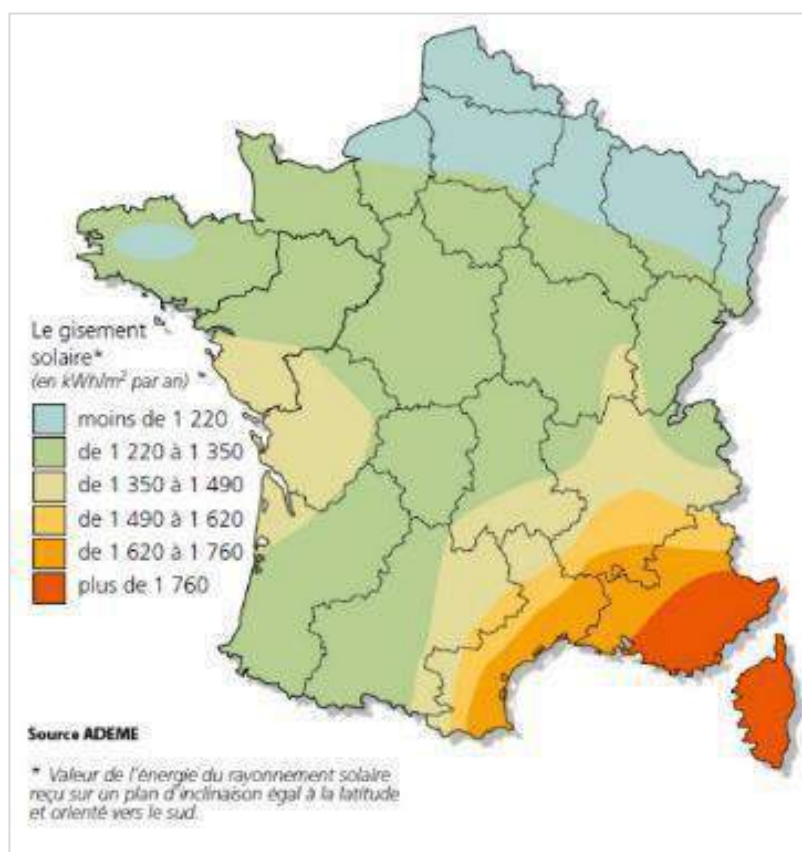 Le gisement
solaire*
(en kWh/m² par an)
moins de 1 220
de 1 220 à 1 350
de 1 350 à 1 490
de 1 490 à 1 620
de 1 620 à 1 760
plus de 1 760
Source ADEME
* Valeur de l'énergie du rayonnement solaire
reçu sur un plan d'inclinaison égal à la latitude
et orienté vers le sud.